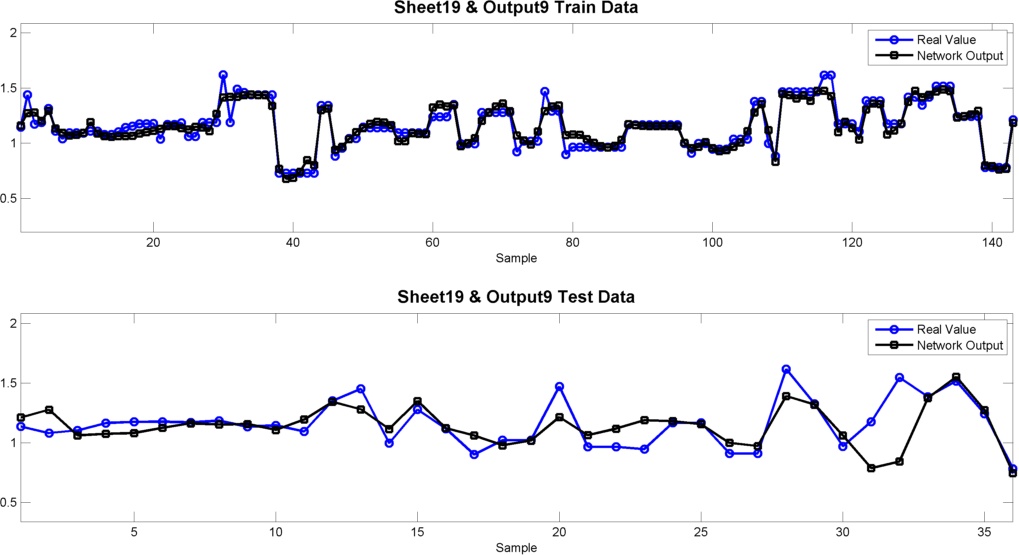 Sheet19 & Output9 Train Data
2
1.5
1
0.5
Real Value
Network Output
20 40 60 80 100 120 140
Sample
Sheet19 & Output9 Test Data
2
1.5
1
0.5
Real Value
Network Output
5 10 15 20 25 30 35
Sample